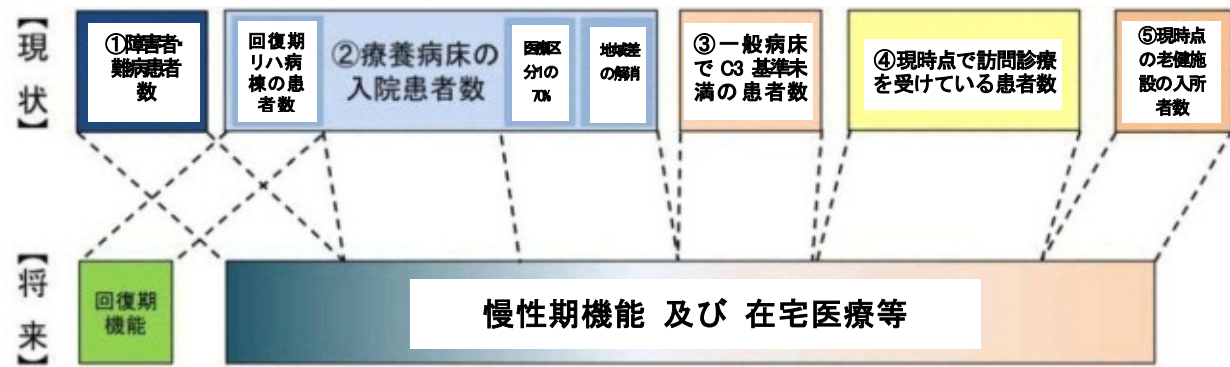 【現状】
①障害者・
難病患者
数
回復期
リハ病
棟の患
者数
②療養病床の
入院患者数
医療区
分1の
70%
地域差
の解消
③一般病床
で C3 基準未
満の患者数
④現時点で訪問診療
を受けている患者数
⑤現時点
の老健施
設の入所
者数
【将来】
回復期
機能
慢性期機能 及び 在宅医療等